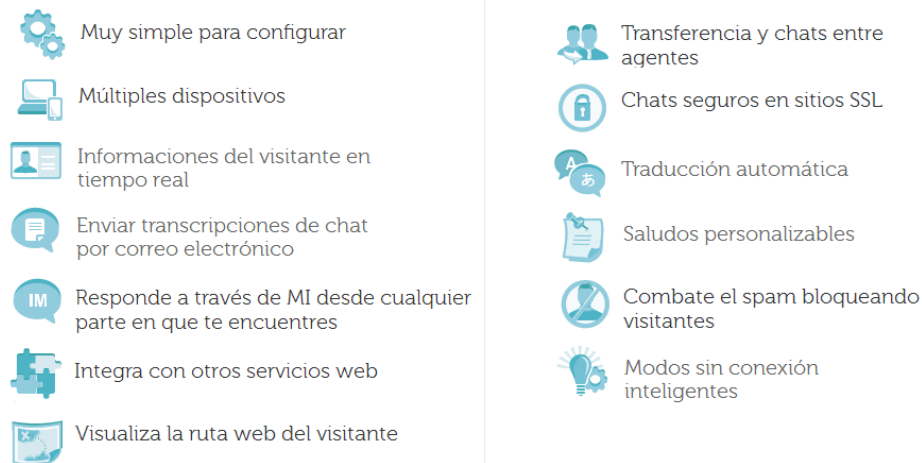 Muy simple para configurar
Múltiples dispositivos
Informaciones del visitante en
tiempo real
Enviar transcripciones de chat
por correo electrónico
IM
Responde a través de MI desde cualquier
parte en que te encuentres
Integra con otros servicios web
Visualiza la ruta web del visitante
Transferencia y chats entre
agentes
Chats seguros en sitios SSL
A
あ
Traducción automática
Saludos personalizables
Combate el spam bloqueando
visitantes
Modos sin conexión
inteligentes